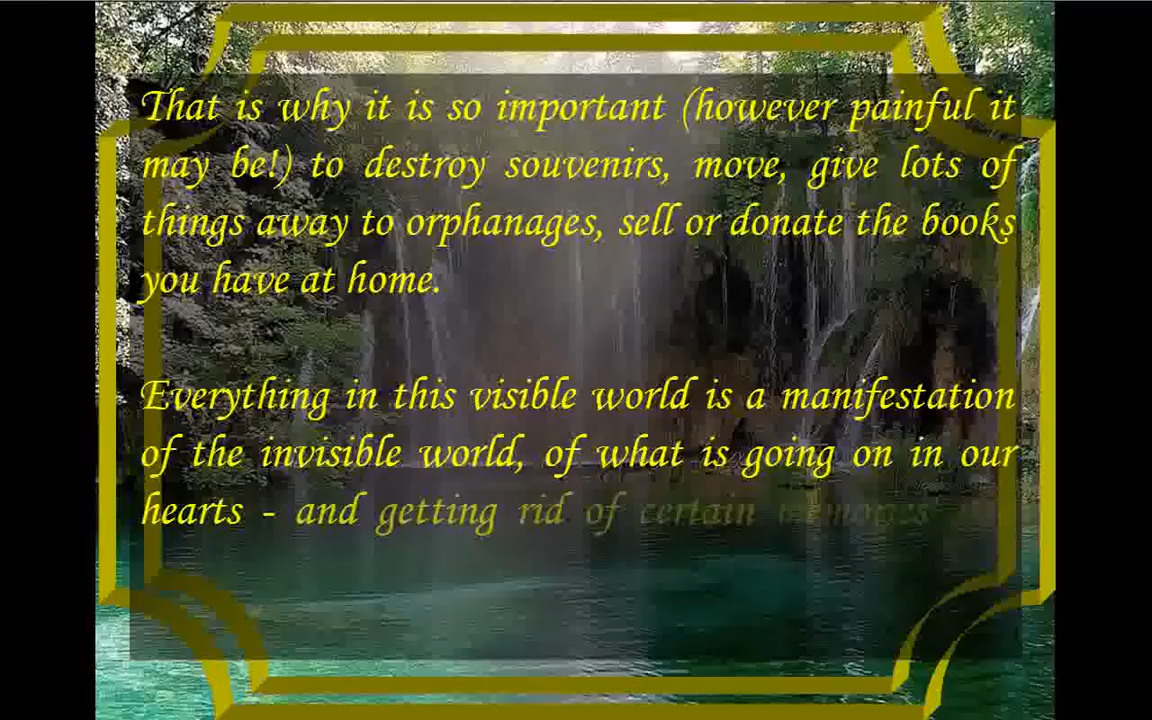 That is why it is so important (however painful it
may be!) to destroy souvenirs, move, give lots of
things away to orphanages, sell or donate the books
you have at home.
Everything in this visible world is a manifestation
of the invisible world, of what is going on in our
hearts - and getting rid of certain memories